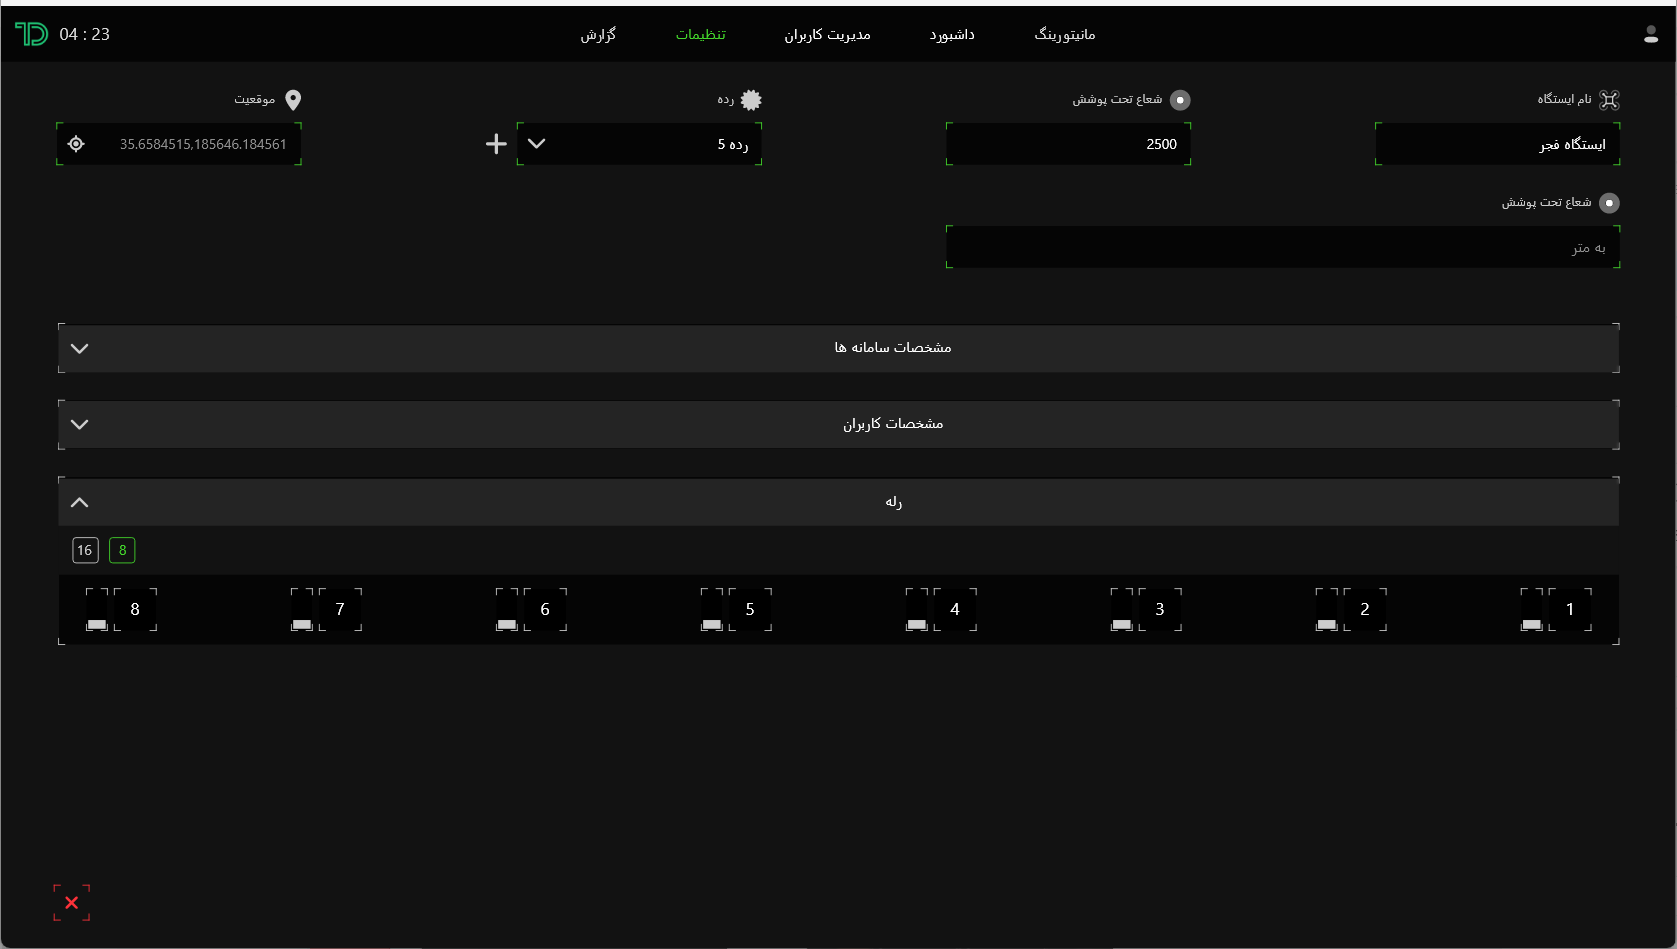 04 : 23
مانیتورینگ
داشبورد
مدیریت کاربران
تنظیمات
گزارش
نام ایستگاه
شعاع تحت پوشش
رده
موقعیت
ایستگاه فجر
2500
رده 5
35.6584515,185646.184561
شعاع تحت پوشش
به متر
مشخصات سامانه ها
مشخصات کاربران
رله
8
16
1
2
3
4
5
6
7
8